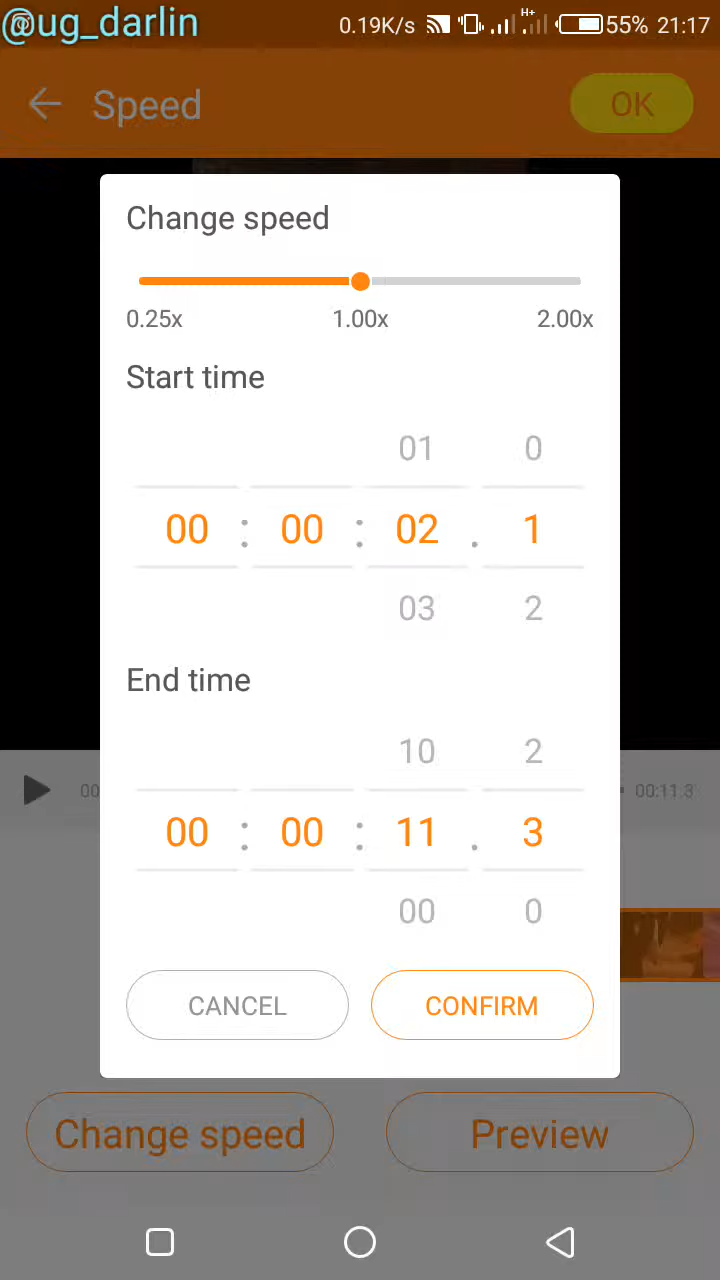 @ug_darlin 0.19K/s H+ 55% 21:17
Speed OK
Change speed
0.25x 1.00x 2.00x
Start time
01 0
00 : 00 : 02 . 1
03 2
End time
10 2
00 00:11.3
00 : 00 : 11 . 3
00 0
CANCEL CONFIRM
Change speed Preview